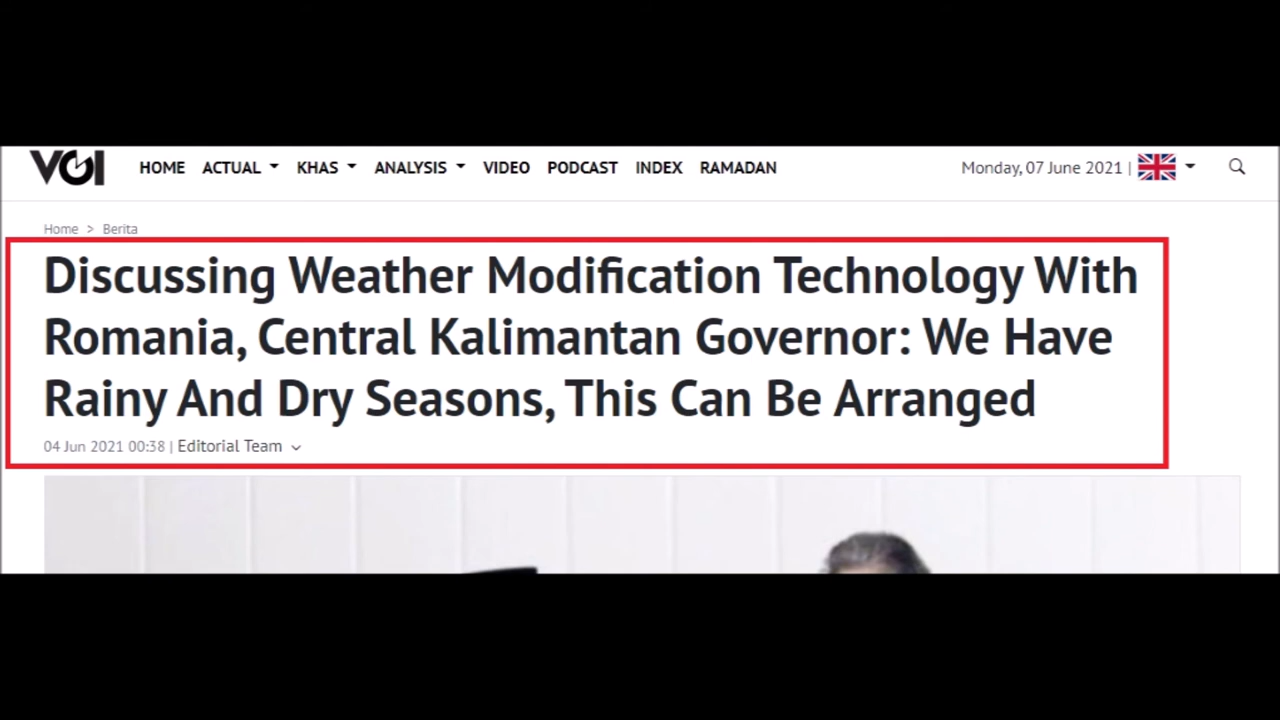 VOI HOME ACTUAL KHAS ANALYSIS VIDEO PODCAST INDEX RAMADAN Monday, 07 June 2021 |
Home > Berita
Discussing Weather Modification Technology With
Romania, Central Kalimantan Governor: We Have
Rainy And Dry Seasons, This Can Be Arranged
04 Jun 2021 00:38 | Editorial Team